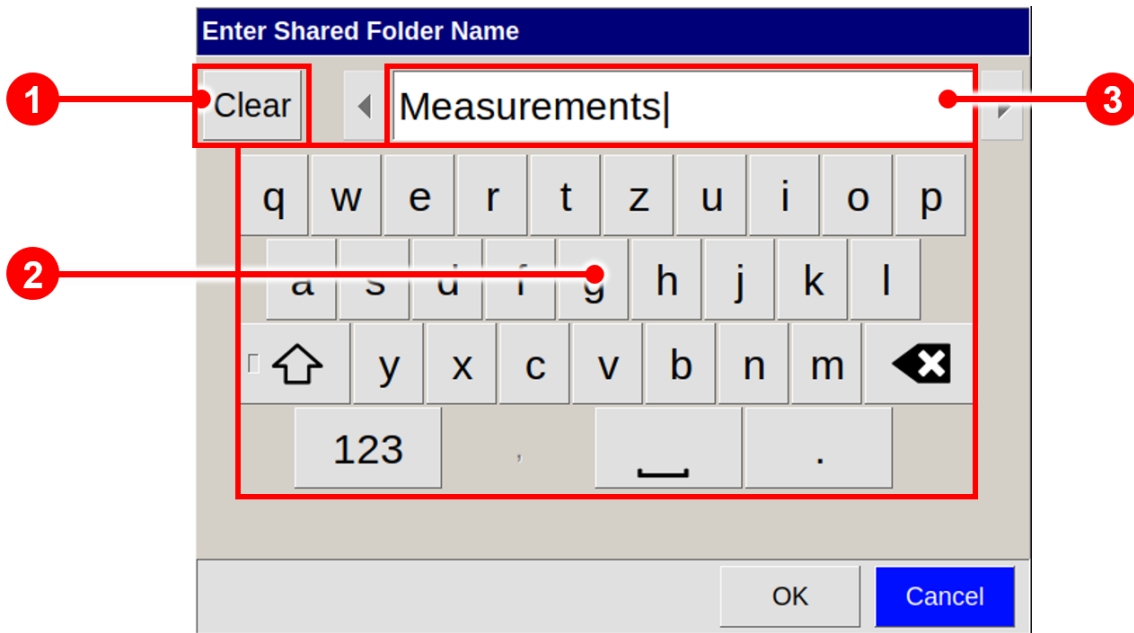 Enter Shared Folder Name
1 Clear Measurements 3
q w e r t z u i o p
2 a s d f g h j k l
y x c v b n m
123 , .
OK Cancel